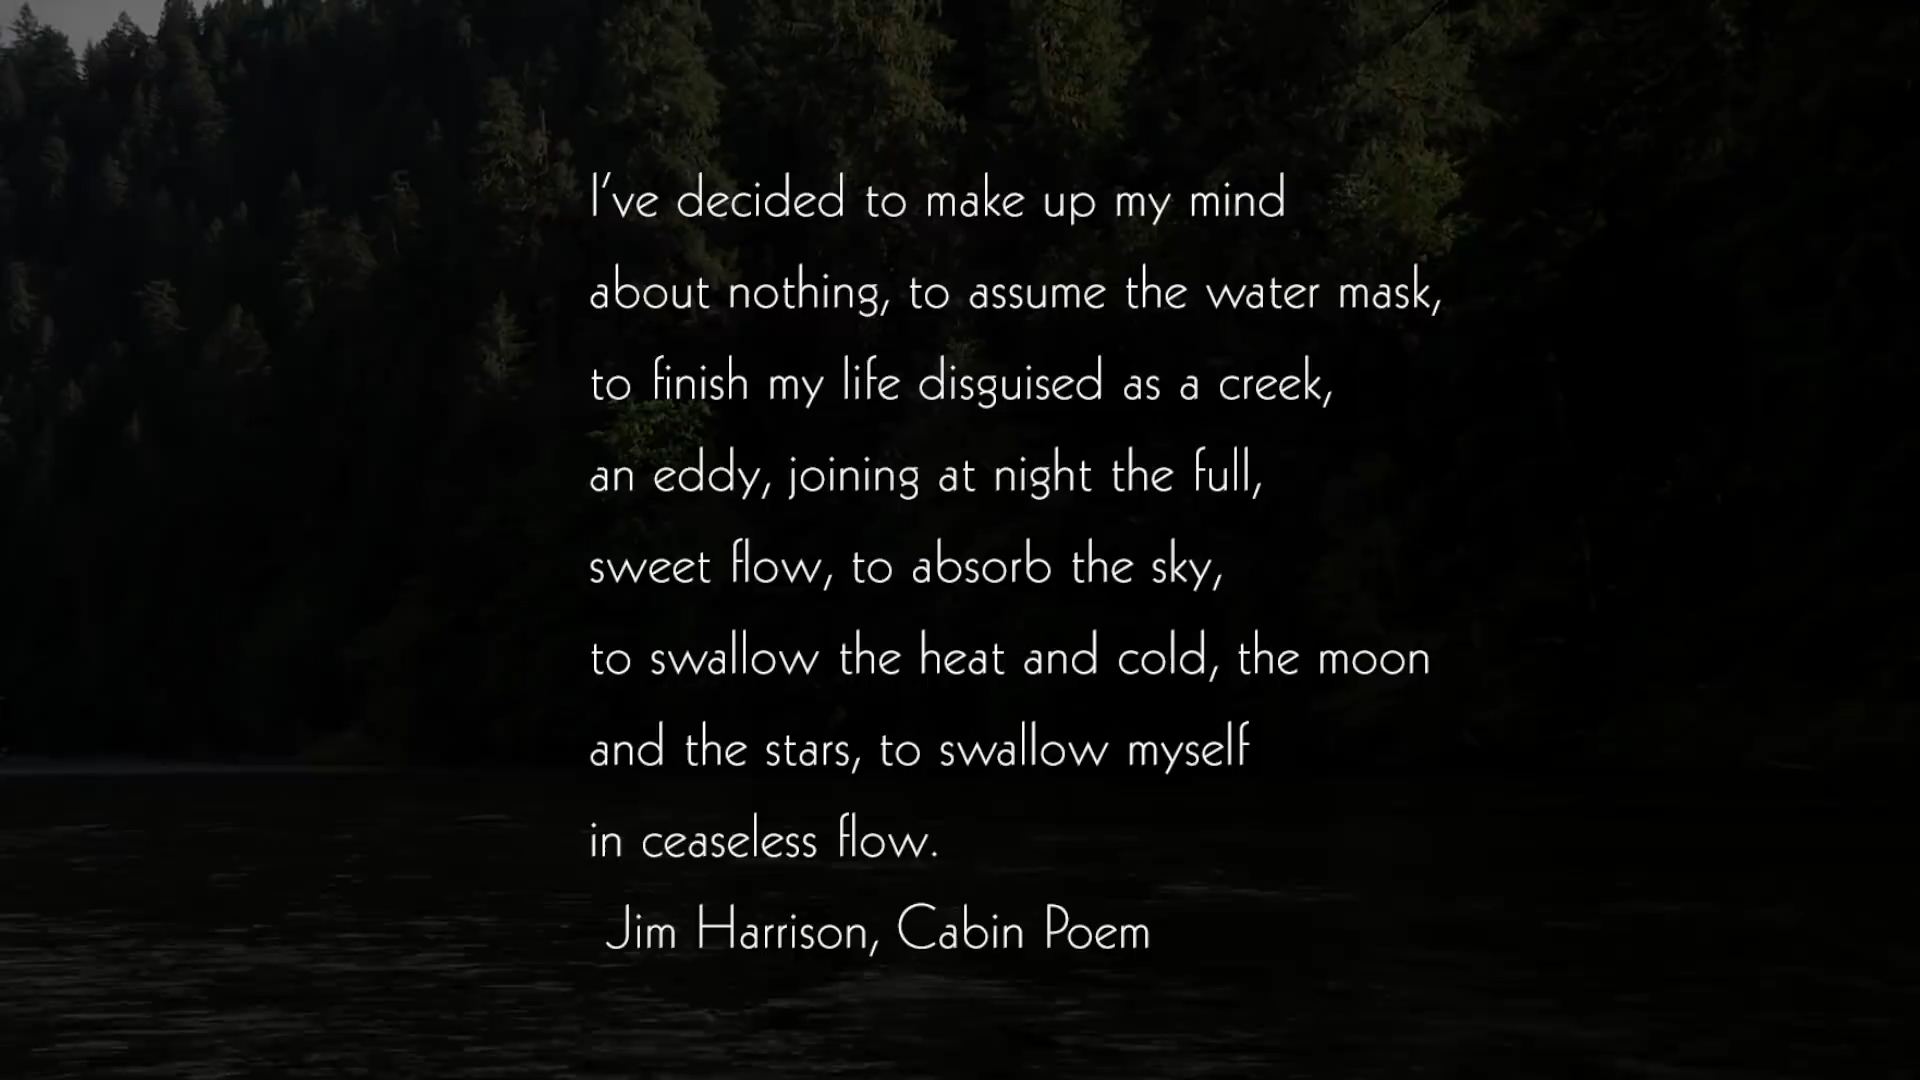 I've decided to make up my mind
about nothing, to assume the water mask,
to finish my life disguised as a creek,
an eddy, joining at night the full,
sweet flow, to absorb the sky,
to swallow the heat and cold, the moon
and the stars, to swallow myself
in ceaseless flow.
Jim Harrison, Cabin Poem